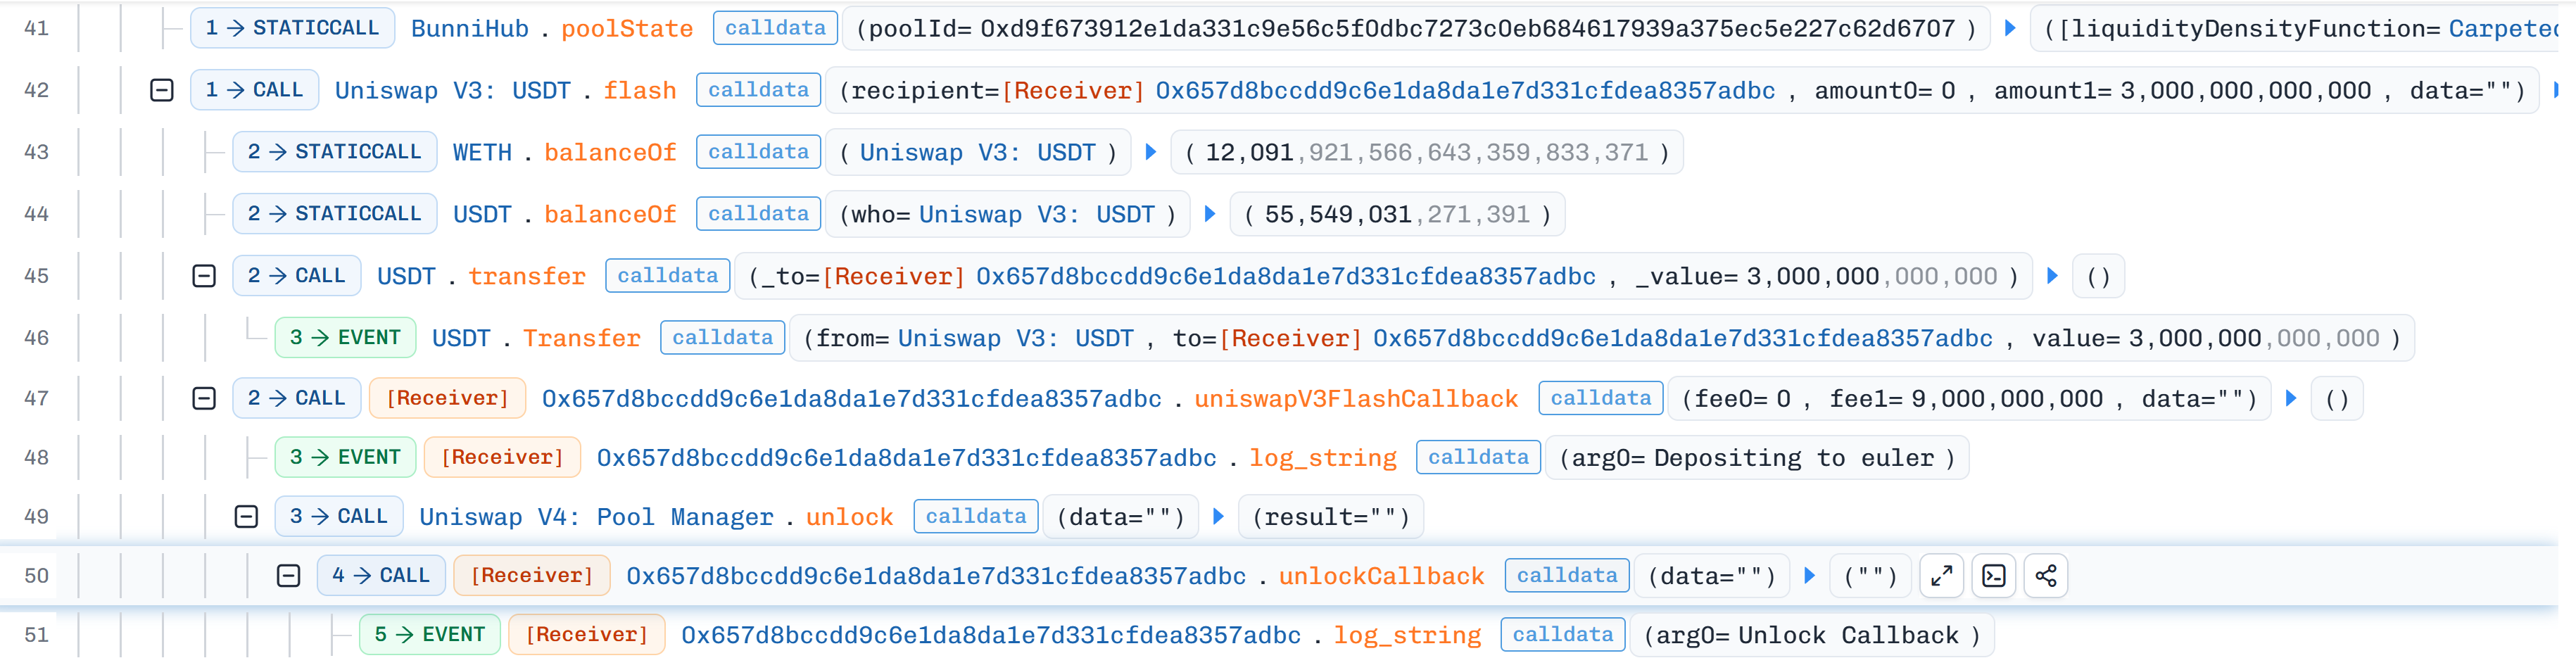 41 1 → STATICCALL BunniHub . poolState calldata (poolId= 0xd9f673912e1da331c9e56c5f0dbc7273c0eb684617939a375ec5e227c62d6707 ) ▶ ([liquidityDensityFunction= Carpetec
42 1 → CALL Uniswap V3: USDT . flash calldata (recipient=[Receiver] 0x657d8bccdd9c6e1da8da1e7d331cfdea8357adbc , amount0= 0 , amount1= 3,000,000,000,000 , data="")
43 2 → STATICCALL WETH . balanceOf calldata ( Uniswap V3: USDT ) ▶ ( 12,091,921,566,643,359,833,371 )
44 2 → STATICCALL USDT . balanceOf calldata (who= Uniswap V3: USDT ) ▶ ( 55,549,031,271,391 )
45 2 → CALL USDT . transfer calldata (_to=[Receiver] 0x657d8bccdd9c6e1da8da1e7d331cfdea8357adbc , _value= 3,000,000,000,000 ) ▶ ()
46 3 → EVENT USDT . Transfer calldata (from= Uniswap V3: USDT , to=[Receiver] 0x657d8bccdd9c6e1da8da1e7d331cfdea8357adbc , value= 3,000,000,000,000 )
47 2 → CALL [Receiver] 0x657d8bccdd9c6e1da8da1e7d331cfdea8357adbc . uniswapV3FlashCallback calldata (fee0= 0 , fee1= 9,000,000,000 , data="") ▶ ()
48 3 → EVENT [Receiver] 0x657d8bccdd9c6e1da8da1e7d331cfdea8357adbc . log_string calldata (arg0= Depositing to euler )
49 3 → CALL Uniswap V4: Pool Manager . unlock calldata (data="") ▶ (result="")
50 4 → CALL [Receiver] 0x657d8bccdd9c6e1da8da1e7d331cfdea8357adbc . unlockCallback calldata (data="") ▶ ("")
51 5 → EVENT [Receiver] 0x657d8bccdd9c6e1da8da1e7d331cfdea8357adbc . log_string calldata (arg0= Unlock Callback )